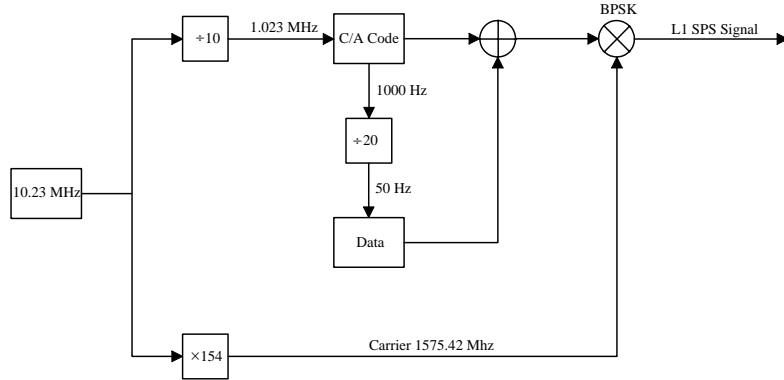 BPSK
÷10
1.023 MHz
C/A Code
L1 SPS Signal
1000 Hz
÷20
10.23 MHz
50 Hz
Data
×154
Carrier 1575.42 Mhz